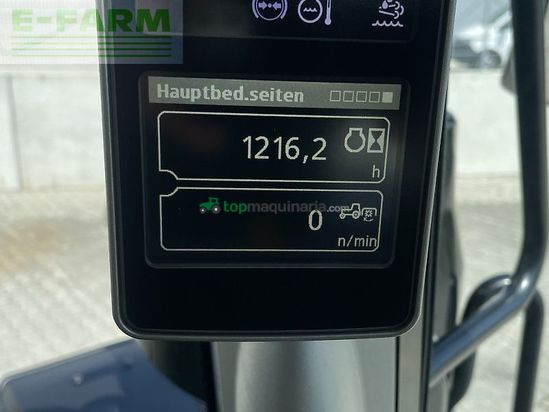 E-FARM
Hauptbed.seiten
1216,2
h
topmaquinaria.com
0
n/min